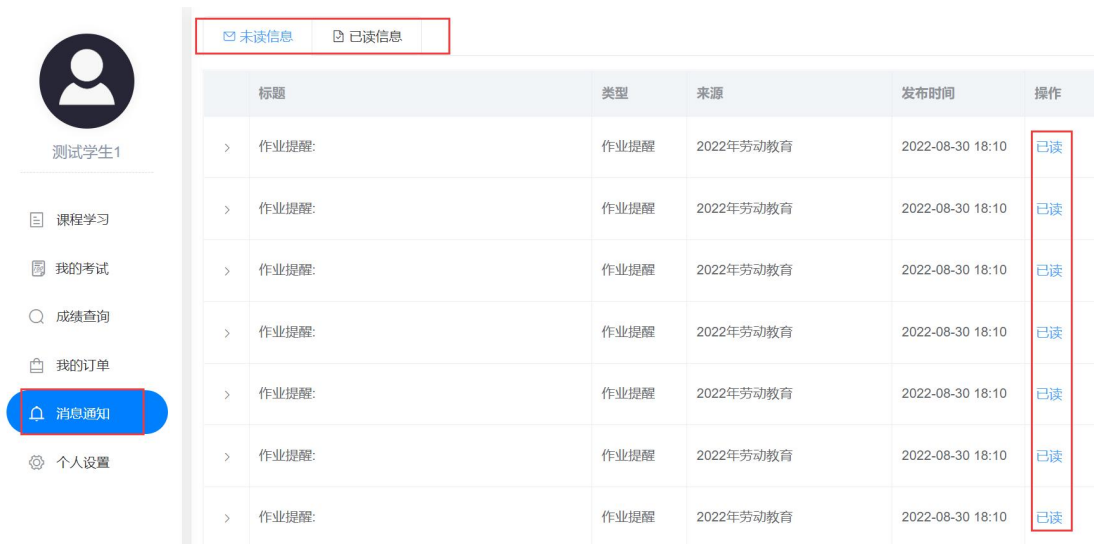 未读信息 已读信息
标题 类型 来源 发布时间 操作
作业提醒: 作业提醒 2022年劳动教育 2022-08-30 18:10 已读
作业提醒: 作业提醒 2022年劳动教育 2022-08-30 18:10 已读
作业提醒: 作业提醒 2022年劳动教育 2022-08-30 18:10 已读
作业提醒: 作业提醒 2022年劳动教育 2022-08-30 18:10 已读
作业提醒: 作业提醒 2022年劳动教育 2022-08-30 18:10 已读
作业提醒: 作业提醒 2022年劳动教育 2022-08-30 18:10 已读
作业提醒: 作业提醒 2022年劳动教育 2022-08-30 18:10 已读
测试学生1
课程学习
我的考试
成绩查询
我的订单
消息通知
个人设置